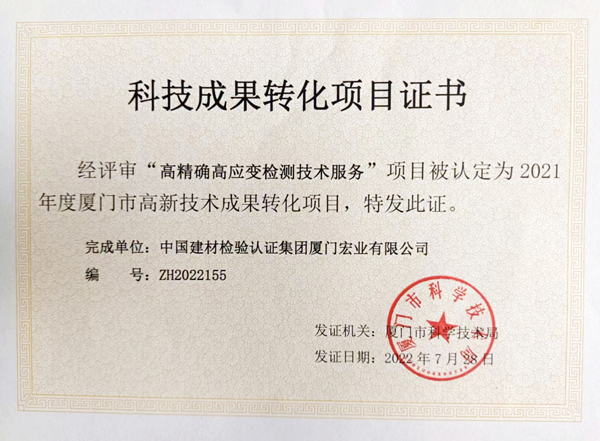 科技成果转化项目证书
经评审“高精确高应变检测技术服务”项目被认定为2021
年度厦门市高新技术成果转化项目，特发此证。
完成单位：中国建材检验认证集团厦门宏业有限公司
编　　号：ZH2022155
发证机关：厦门市科学技术局
发证日期：2022年7月28日
厦门市科学技术局